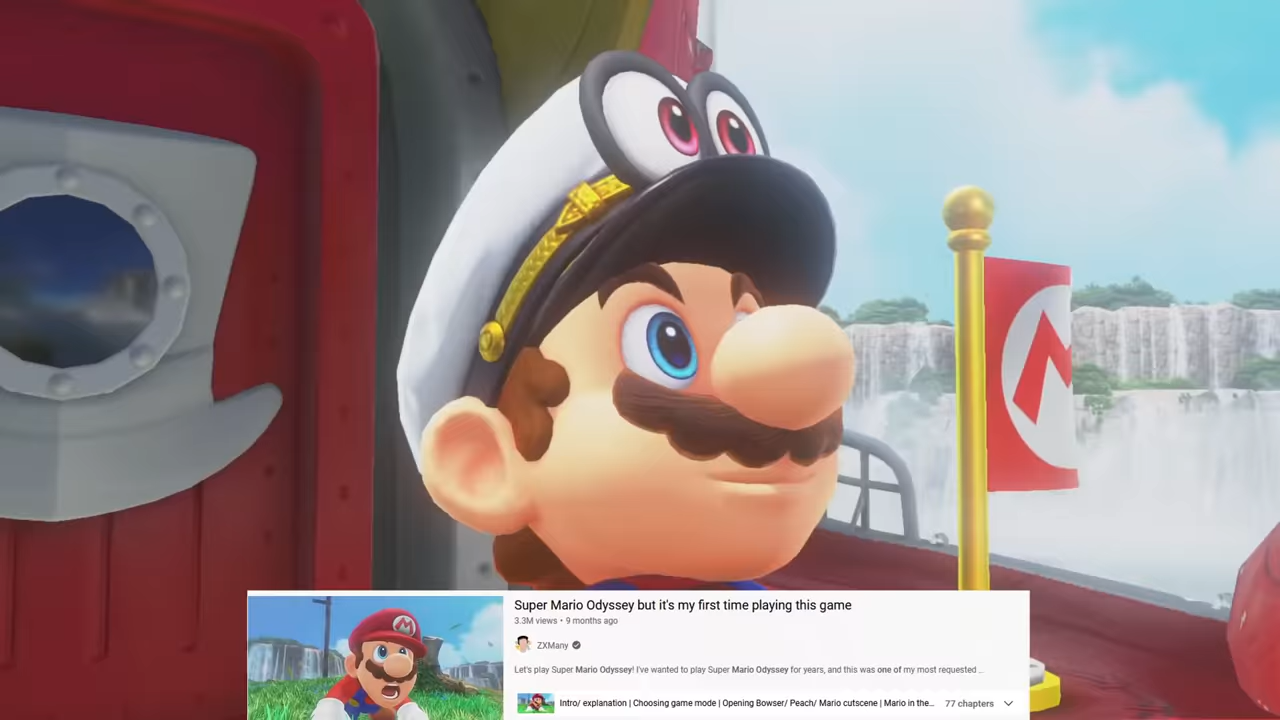 M
Super Mario Odyssey but it's my first time playing this game
3.3M views • 9 months ago
M
ZXMany
Let's play Super Mario Odyssey! I've wanted to play Super Mario Odyssey for years, and this was one of my most requested ...
Intro/ explanation | Choosing game mode | Opening Bowser/ Peach/ Mario cutscene | Mario in the... 77 chapters